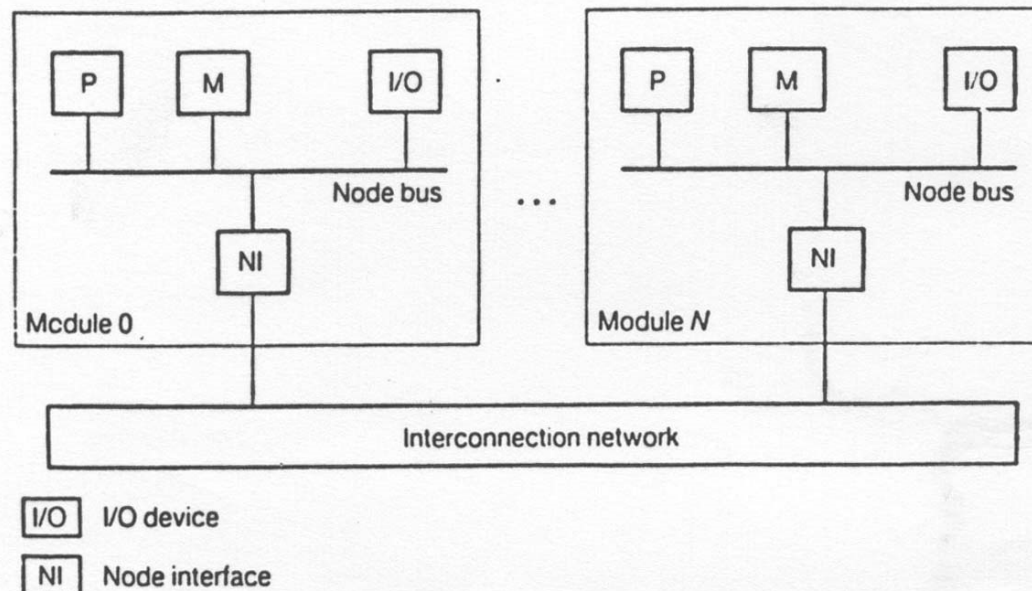 P M I/O
Node bus
NI
Mcdule 0
...
P M I/O
Node bus
NI
Module N
Interconnection network
I/O I/O device
NI Node interface